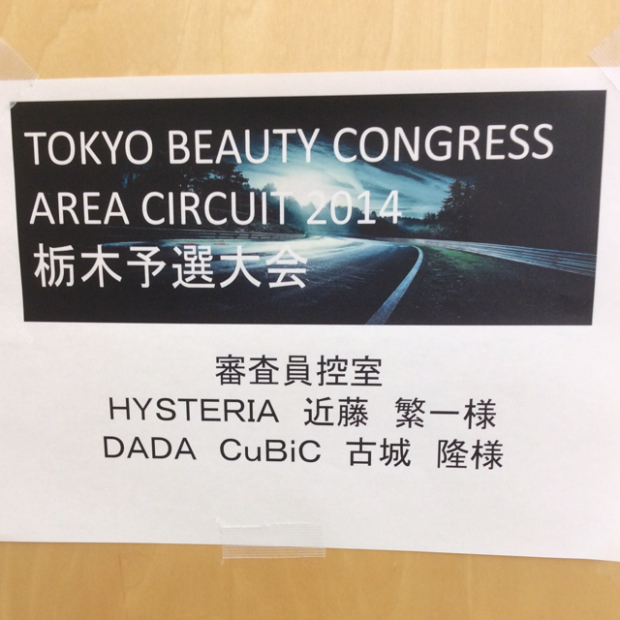 TOKYO BEAUTY CONGRESS
AREA CIRCUIT 2014
栃木予選大会
審査員控室
HYSTERIA 近藤 繁一様
DADA CuBiC 古城 隆様